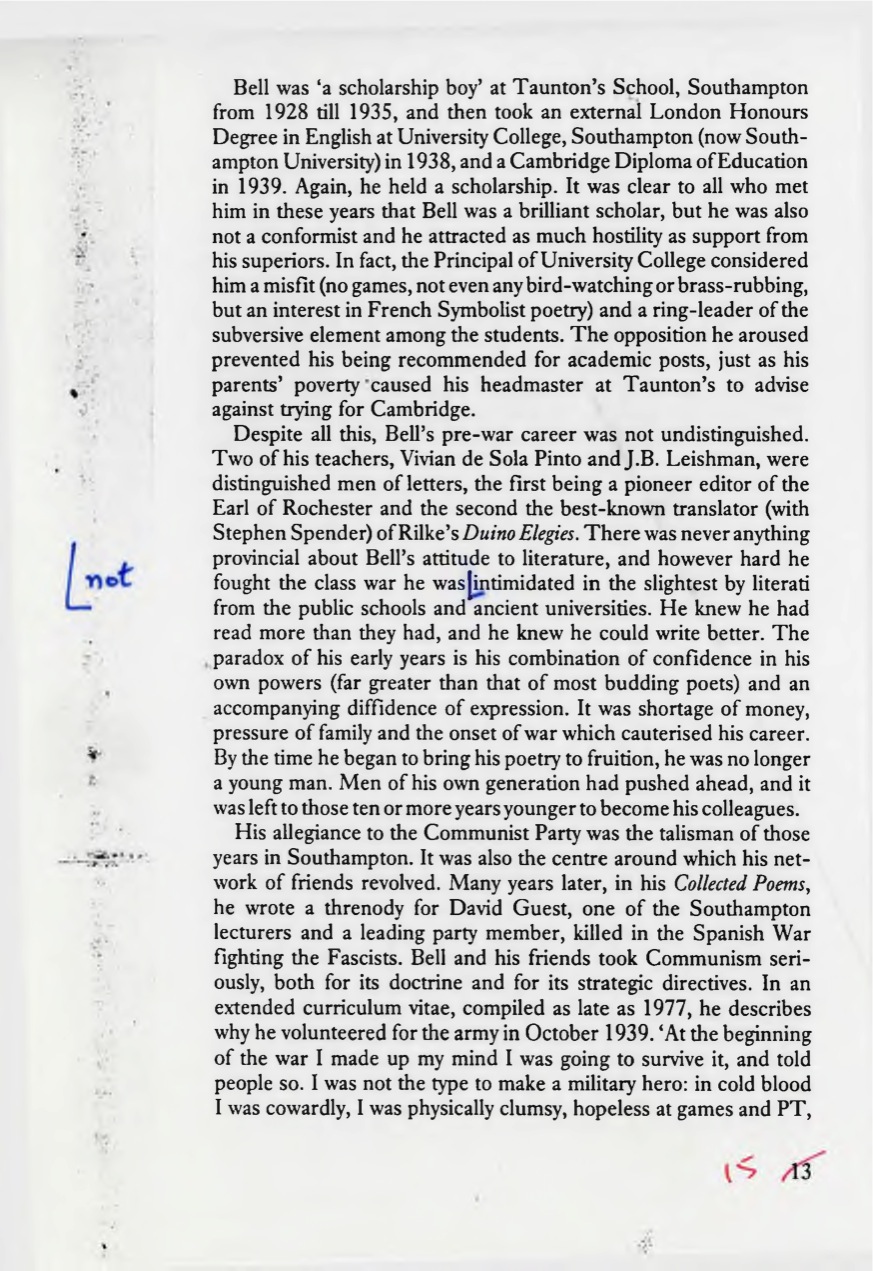 Bell was ‘a scholarship boy’ at Taunton’s School, Southampton
from 1928 till 1935, and then took an external London Honours
Degree in English at University College, Southampton (now South-
ampton University) in 1938, and a Cambridge Diploma of Education
in 1939. Again, he held a scholarship. It was clear to all who met
him in these years that Bell was a brilliant scholar, but he was also
not a conformist and he attracted as much hostility as support from
his superiors. In fact, the Principal of University College considered
him a misfit (no games, not even any bird-watching or brass-rubbing,
but an interest in French Symbolist poetry) and a ring-leader of the
subversive element among the students. The opposition he aroused
prevented his being recommended for academic posts, just as his
parents’ poverty caused his headmaster at Taunton’s to advise
against trying for Cambridge.
Despite all this, Bell’s pre-war career was not undistinguished.
Two of his teachers, Vivian de Sola Pinto and J.B. Leishman, were
distinguished men of letters, the first being a pioneer editor of the
Earl of Rochester and the second the best-known translator (with
Stephen Spender) of Rilke’s Duino Elegies. There was never anything
provincial about Bell’s attitude to literature, and however hard he
not
fought the class war he was intimidated in the slightest by literati
from the public schools and ancient universities. He knew he had
read more than they had, and he knew he could write better. The
paradox of his early years is his combination of confidence in his
own powers (far greater than that of most budding poets) and an
accompanying diffidence of expression. It was shortage of money,
pressure of family and the onset of war which cauterised his career.
By the time he began to bring his poetry to fruition, he was no longer
a young man. Men of his own generation had pushed ahead, and it
was left to those ten or more years younger to become his colleagues.
His allegiance to the Communist Party was the talisman of those
years in Southampton. It was also the centre around which his net-
work of friends revolved. Many years later, in his Collected Poems,
he wrote a threnody for David Guest, one of the Southampton
lecturers and a leading party member, killed in the Spanish War
fighting the Fascists. Bell and his friends took Communism seri-
ously, both for its doctrine and for its strategic directives. In an
extended curriculum vitae, compiled as late as 1977, he describes
why he volunteered for the army in October 1939. ‘At the beginning
of the war I made up my mind I was going to survive it, and told
people so. I was not the type to make a military hero: in cold blood
I was cowardly, I was physically clumsy, hopeless at games and PT,
15 13